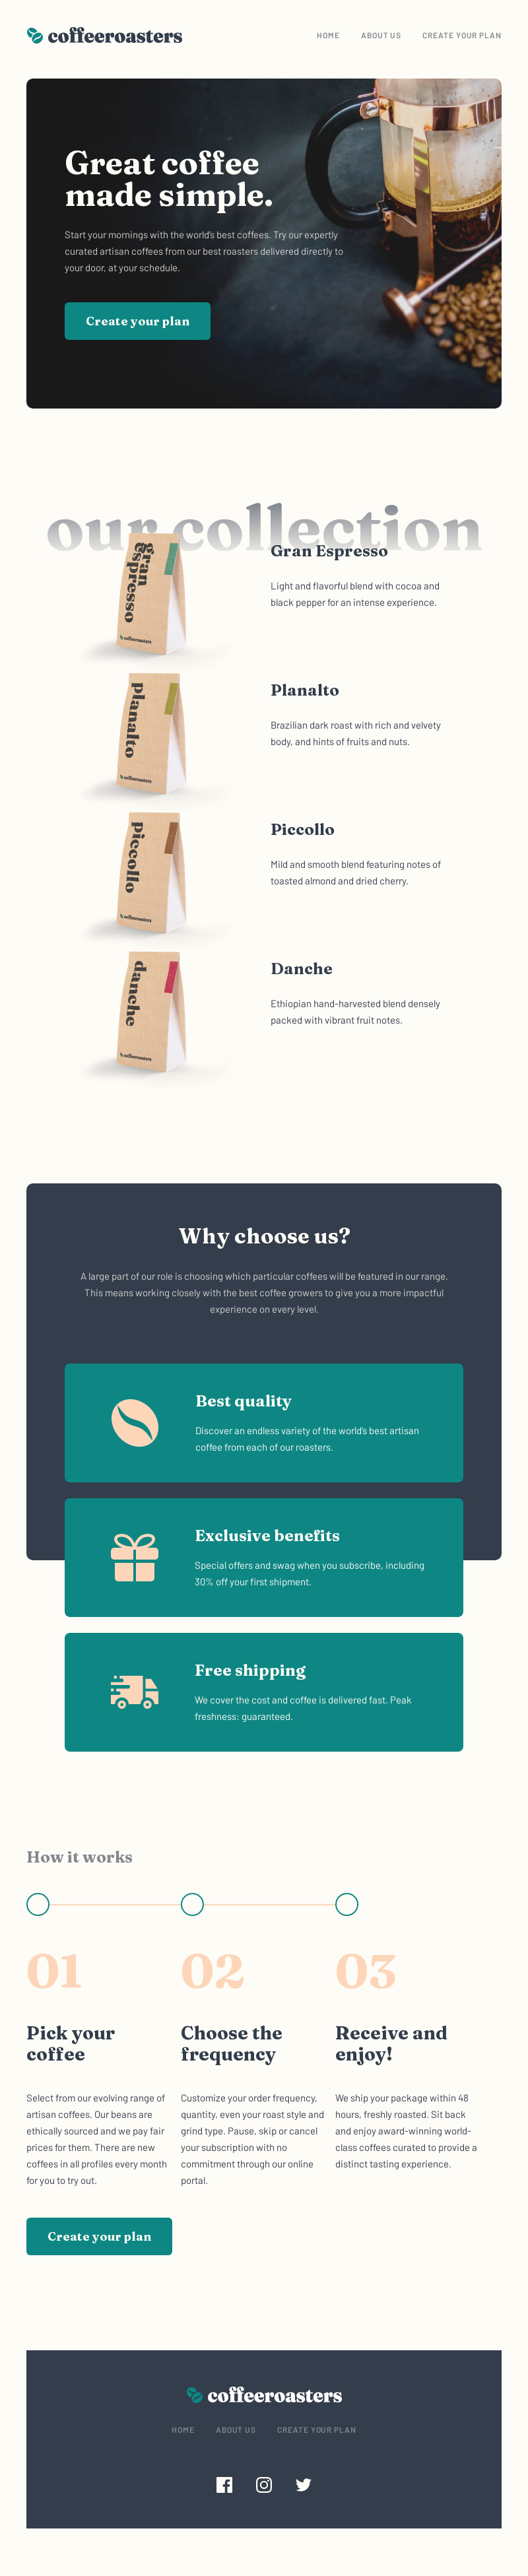 coffeeroasters
HOME ABOUT US CREATE YOUR PLAN
Great coffee
made simple.
Start your mornings with the world's best coffees. Try our expertly
curated artisan coffees from our best roasters delivered directly to
your door, at your schedule.
Create your plan
our collection
gran
espresso
coffeeroasters
Gran Espresso
Light and flavorful blend with cocoa and
black pepper for an intense experience.
planalto
coffeeroasters
Planalto
Brazilian dark roast with rich and velvety
body, and hints of fruits and nuts.
piccollo
coffeeroasters
Piccollo
Mild and smooth blend featuring notes of
toasted almond and dried cherry.
danche
coffeeroasters
Danche
Ethiopian hand-harvested blend densely
packed with vibrant fruit notes.
Why choose us?
A large part of our role is choosing which particular coffees will be featured in our range.
This means working closely with the best coffee growers to give you a more impactful
experience on every level.
Best quality
Discover an endless variety of the world's best artisan
coffee from each of our roasters.
Exclusive benefits
Special offers and swag when you subscribe, including
30% off your first shipment.
Free shipping
We cover the cost and coffee is delivered fast. Peak
freshness: guaranteed.
How it works
01
Pick your
coffee
Select from our evolving range of
artisan coffees. Our beans are
ethically sourced and we pay fair
prices for them. There are new
coffees in all profiles every month
for you to try out.
02
Choose the
frequency
Customize your order frequency,
quantity, even your roast style and
grind type. Pause, skip or cancel
your subscription with no
commitment through our online
portal.
03
Receive and
enjoy!
We ship your package within 48
hours, freshly roasted. Sit back
and enjoy award-winning world-
class coffees curated to provide a
distinct tasting experience.
Create your plan
coffeeroasters
HOME ABOUT US CREATE YOUR PLAN